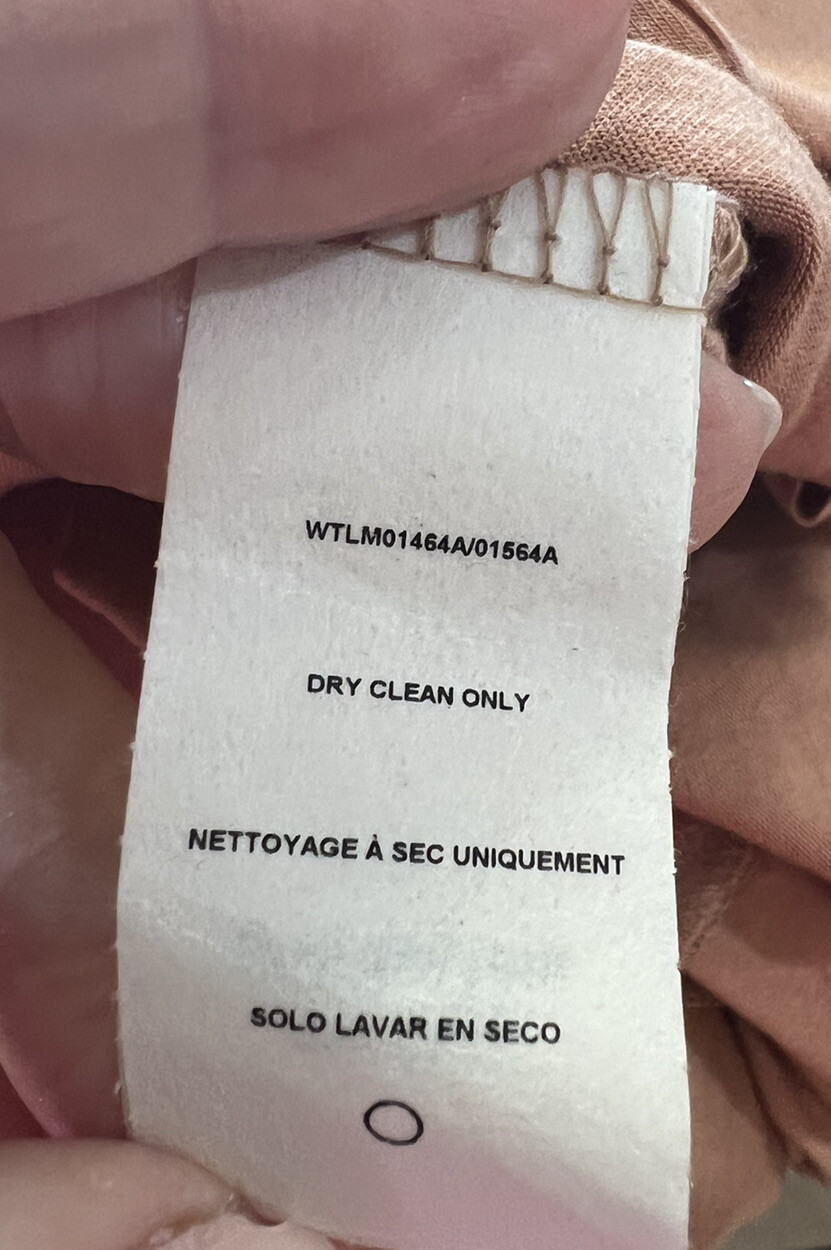 WTLM01464A/01564A
DRY CLEAN ONLY
NETTOYAGE À SEC UNIQUEMENT
SOLO LAVAR EN SECO